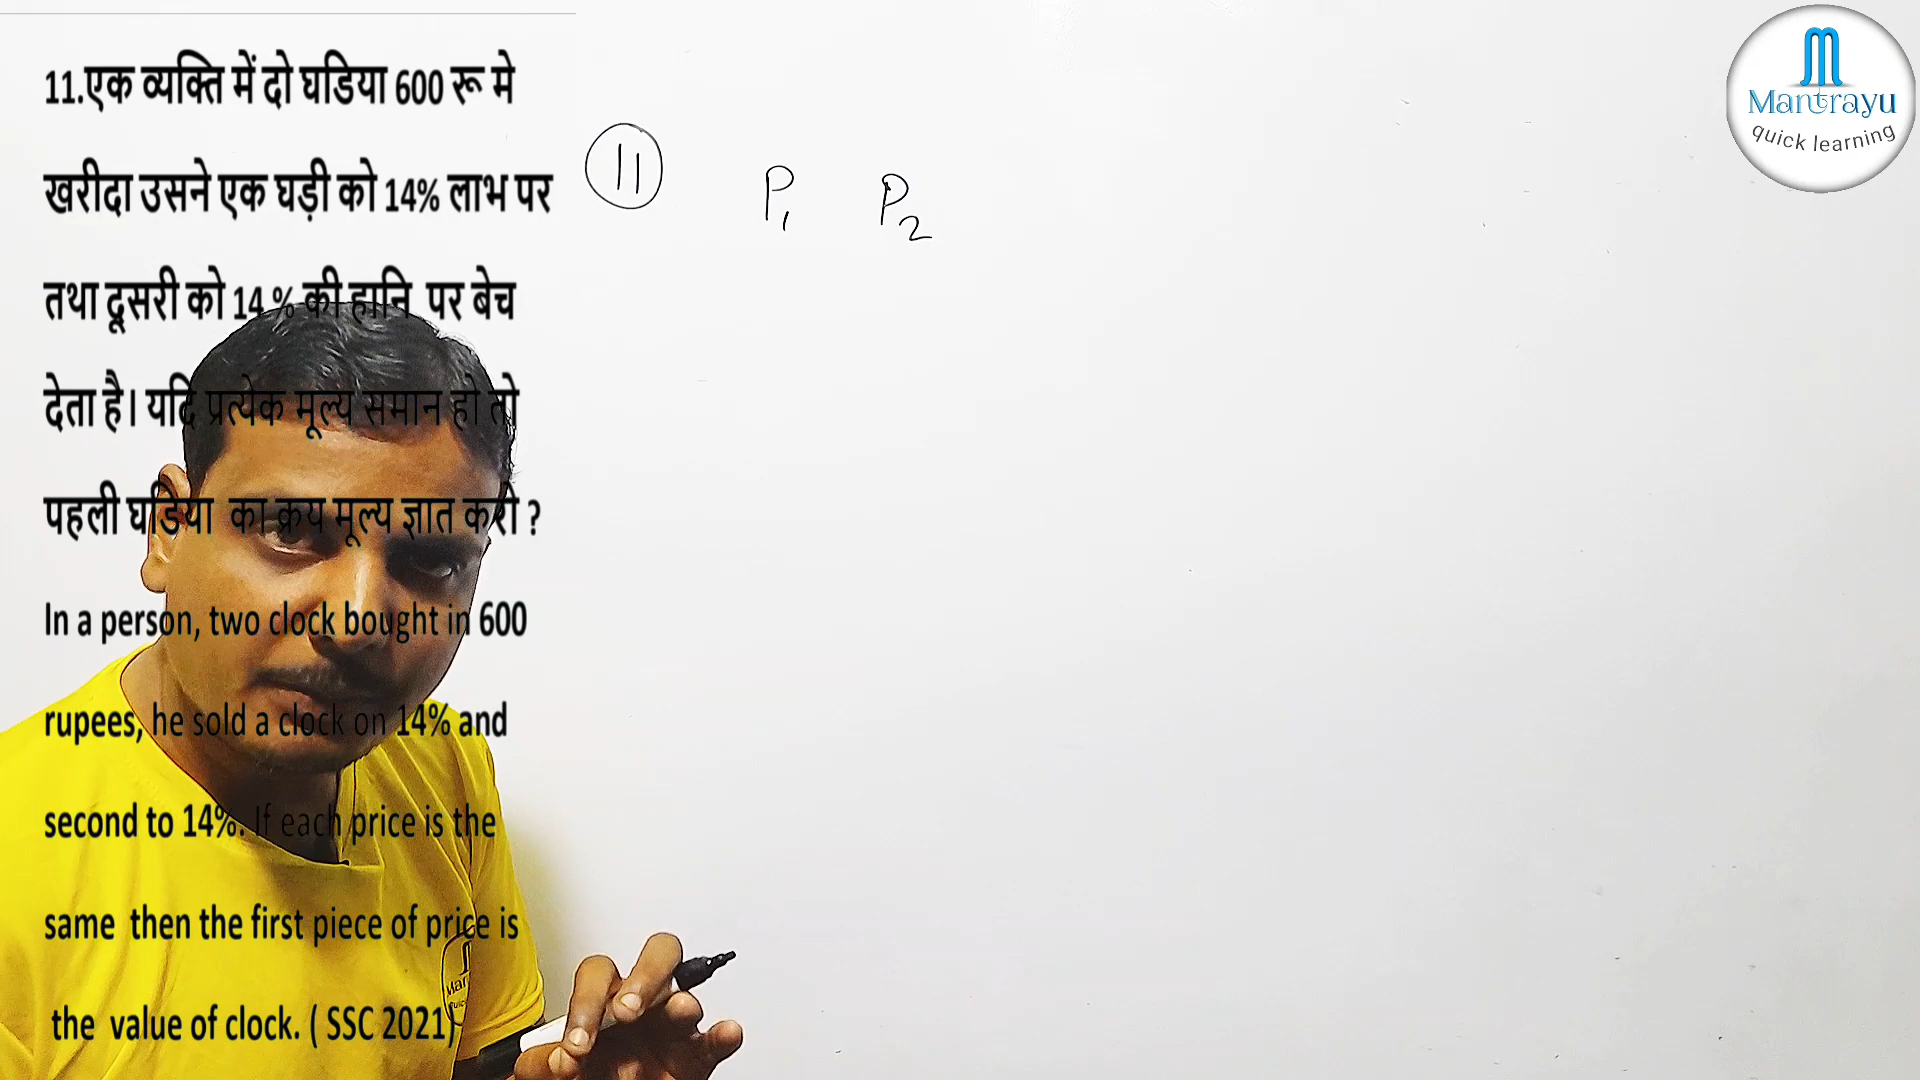 11.एक व्यक्ति में दो घडिया 600 रू मे
खरीदा उसने एक घड़ी को 14% लाभ पर
तथा दूसरी को 14 % की हानि पर बेच
देता है। यदि प्रत्येक मूल्य समान हो तो
पहली घडिया का क्रय मूल्य ज्ञात करो ?
In a person, two clock bought in 600
rupees, he sold a clock on 14% and
second to 14%. If each price is the
same then the first piece of price is
the value of clock. ( SSC 2021)
11 P1 P2
Mantrayu
quick learning